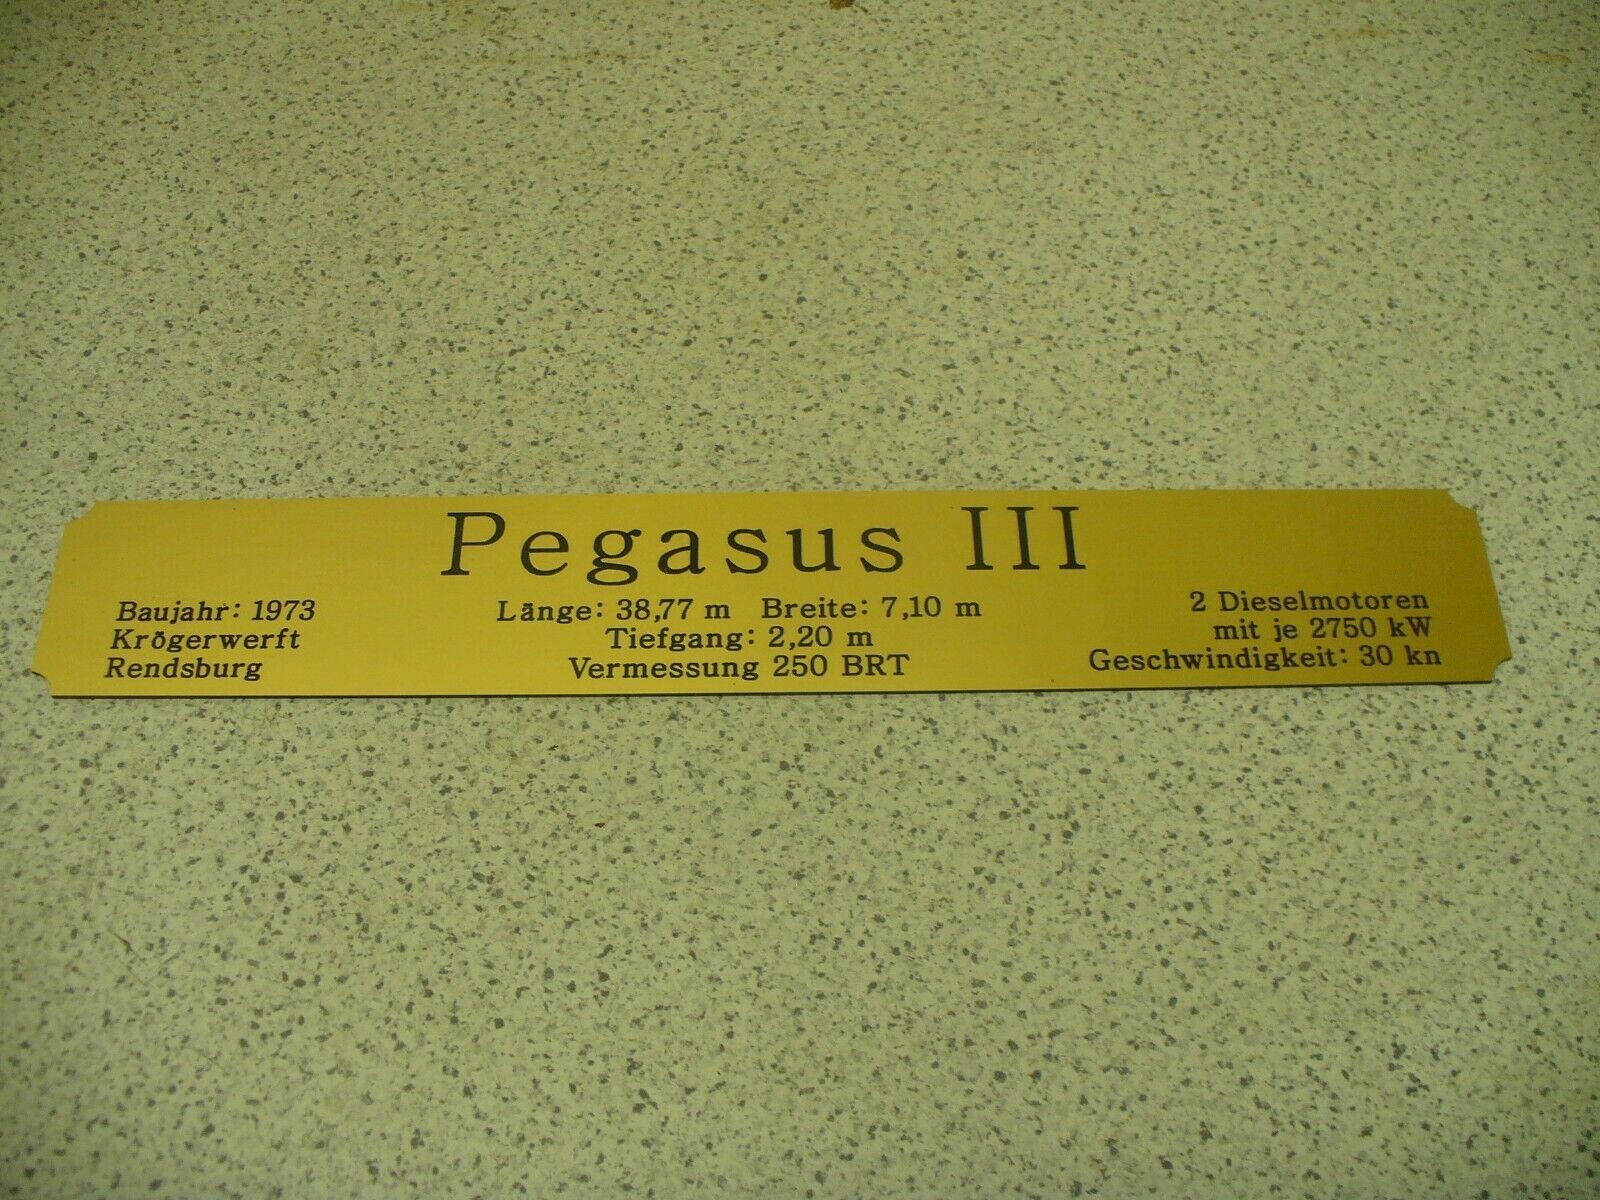 Pegasus III
Baujahr: 1973
Krögerwerft
Rendsburg
Länge: 38,77 m Breite: 7,10 m
Tiefgang: 2,20 m
Vermessung 250 BRT
2 Dieselmotoren
mit je 2750 kW
Geschwindigkeit: 30 kn